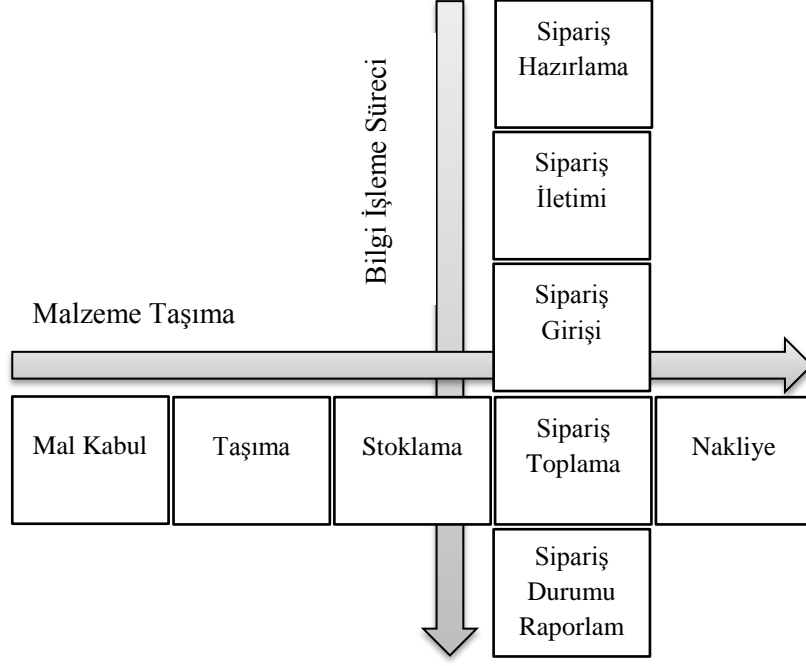 Sipariş
Hazırlama
Bilgi İşleme Süreci
Sipariş
İletimi
Sipariş
Girişi
Malzeme Taşıma
Mal Kabul
Taşıma
Stoklama
Sipariş
Toplama
Nakliye
Sipariş
Durumu
Raporlam